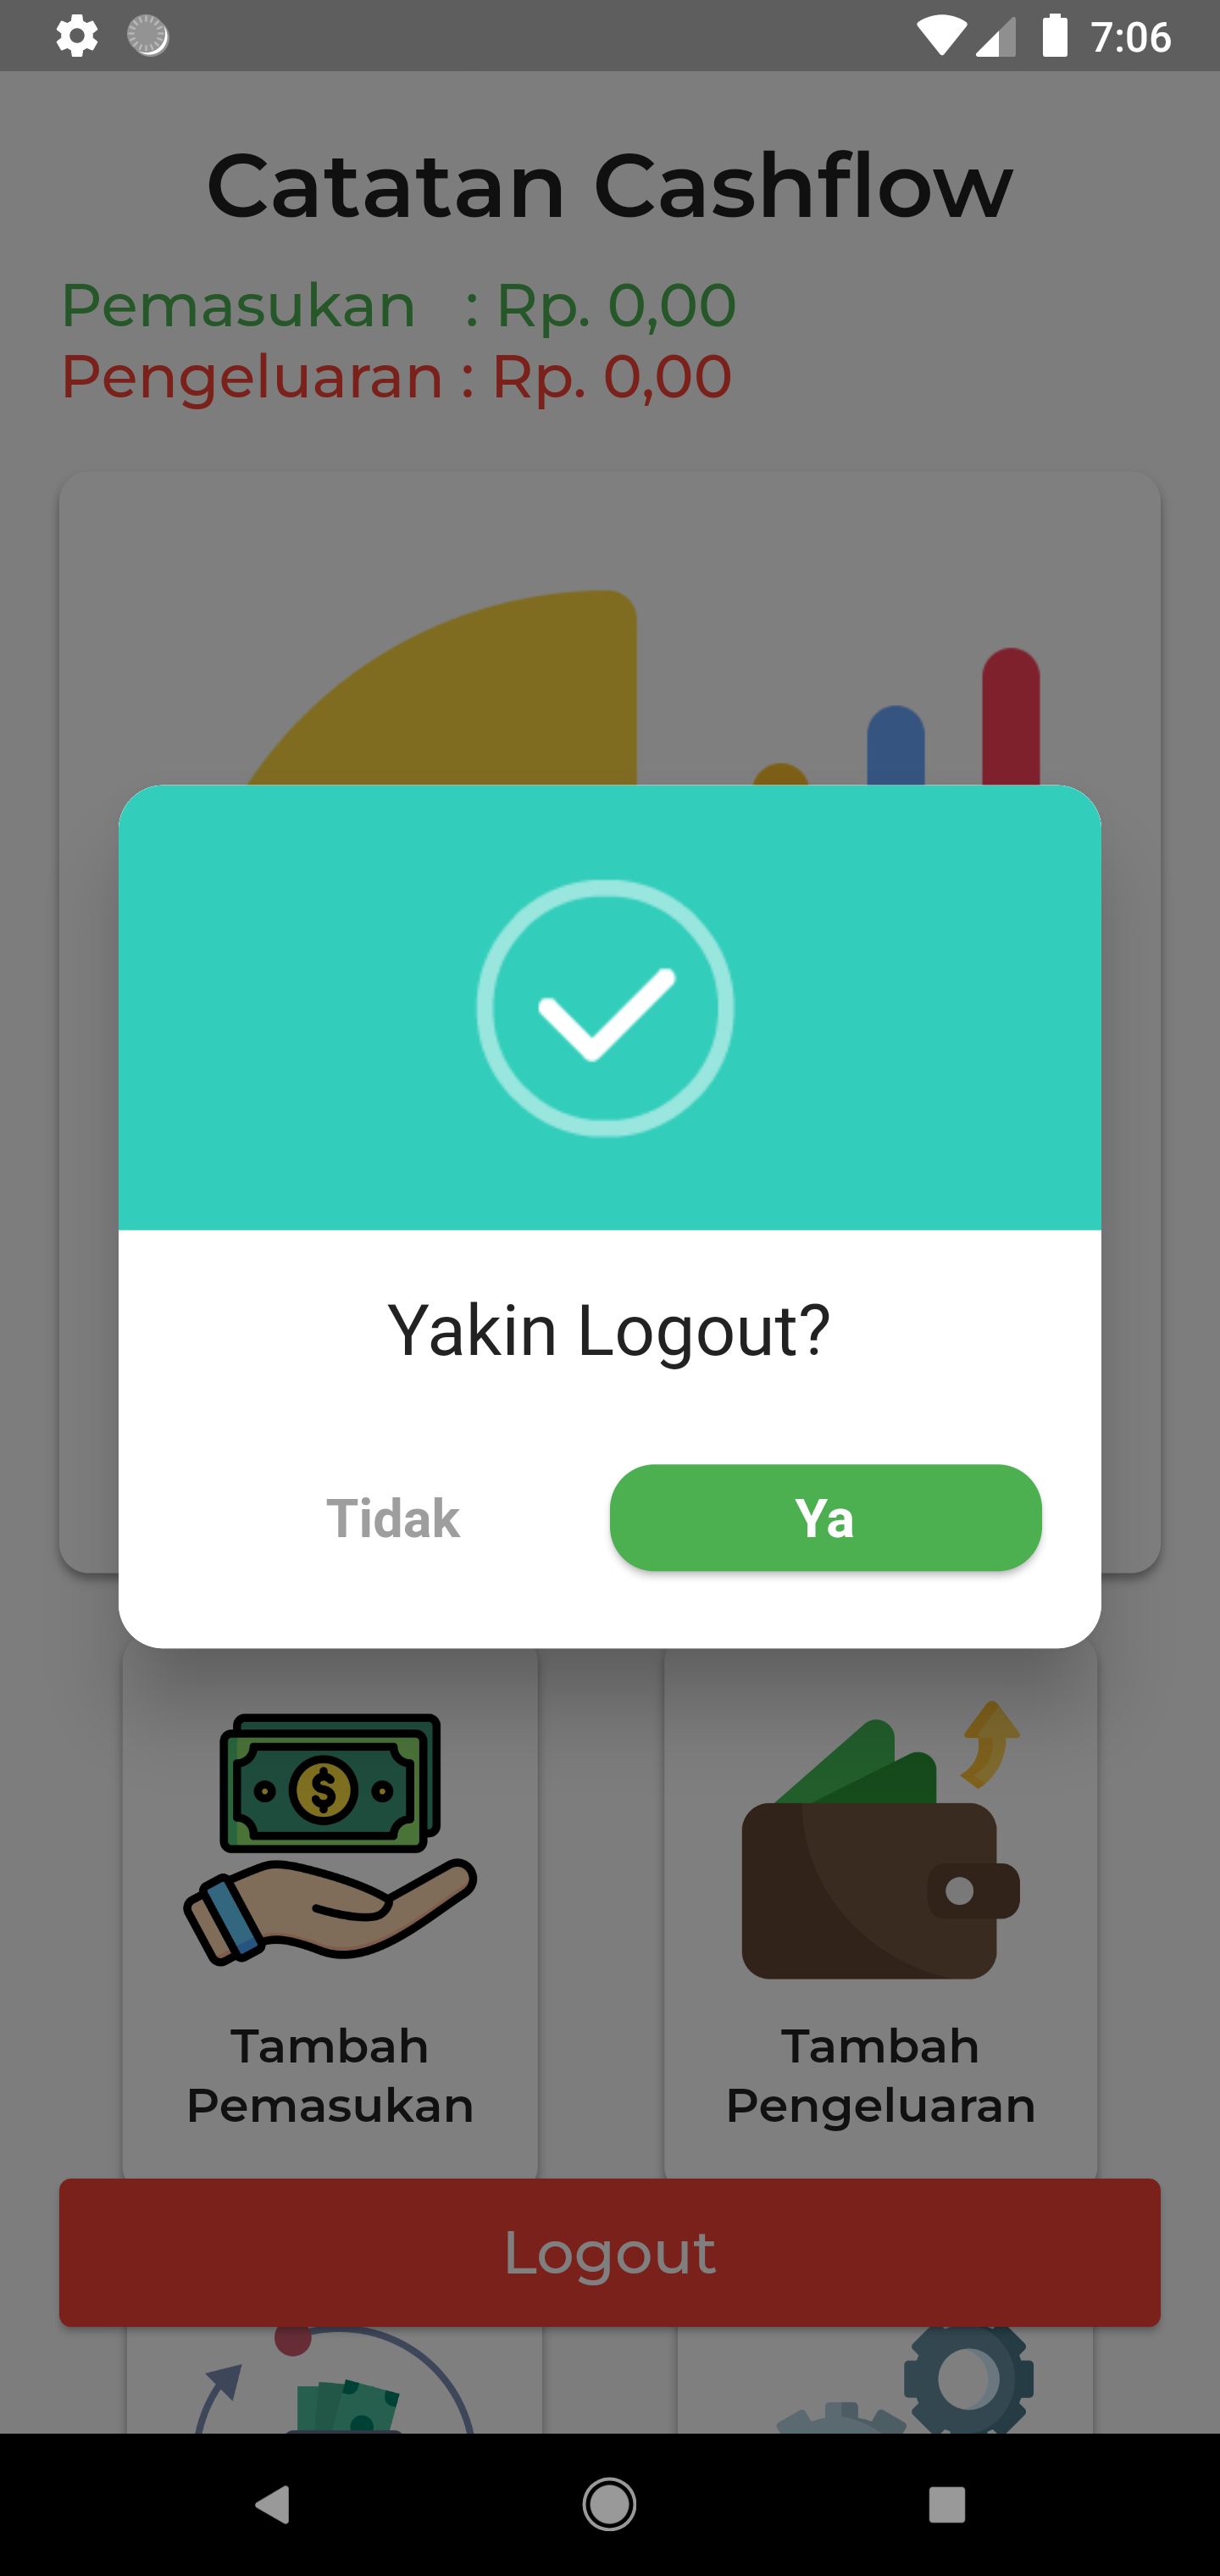 7:06
Catatan Cashflow
Pemasukan : Rp. 0,00
Pengeluaran : Rp. 0,00
Yakin Logout?
Tidak
Ya
Tambah
Pemasukan
Tambah
Pengeluaran
Logout